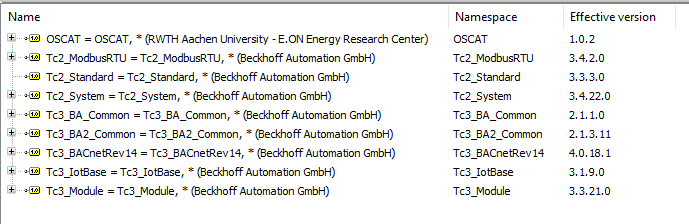 Name Namespace Effective version
OSCAT = OSCAT, * (RWTH Aachen University - E.ON Energy Research Center) OSCAT 1.0.2
Tc2_ModbusRTU = Tc2_ModbusRTU, * (Beckhoff Automation GmbH) Tc2_ModbusRTU 3.4.2.0
Tc2_Standard = Tc2_Standard, * (Beckhoff Automation GmbH) Tc2_Standard 3.3.3.0
Tc2_System = Tc2_System, * (Beckhoff Automation GmbH) Tc2_System 3.4.22.0
Tc3_BA_Common = Tc3_BA_Common, * (Beckhoff Automation GmbH) Tc3_BA_Common 2.1.1.0
Tc3_BA2_Common = Tc3_BA2_Common, * (Beckhoff Automation GmbH) Tc3_BA2_Common 2.1.3.11
Tc3_BACnetRev14 = Tc3_BACnetRev14, * (Beckhoff Automation GmbH) Tc3_BACnetRev14 4.0.18.1
Tc3_IotBase = Tc3_IotBase, * (Beckhoff Automation GmbH) Tc3_IotBase 3.1.9.0
Tc3_Module = Tc3_Module, * (Beckhoff Automation GmbH) Tc3_Module 3.3.21.0